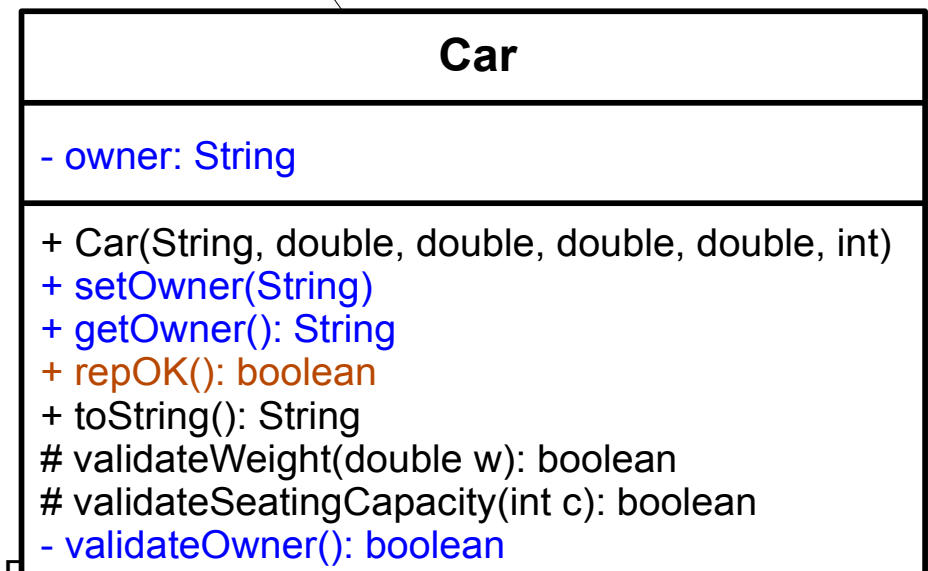 Car
- owner: String
+ Car(String, double, double, double, double, int)
+ setOwner(String)
+ getOwner(): String
+ repOK(): boolean
+ toString(): String
# validateWeight(double w): boolean
# validateSeatingCapacity(int c): boolean
- validateOwner(): boolean